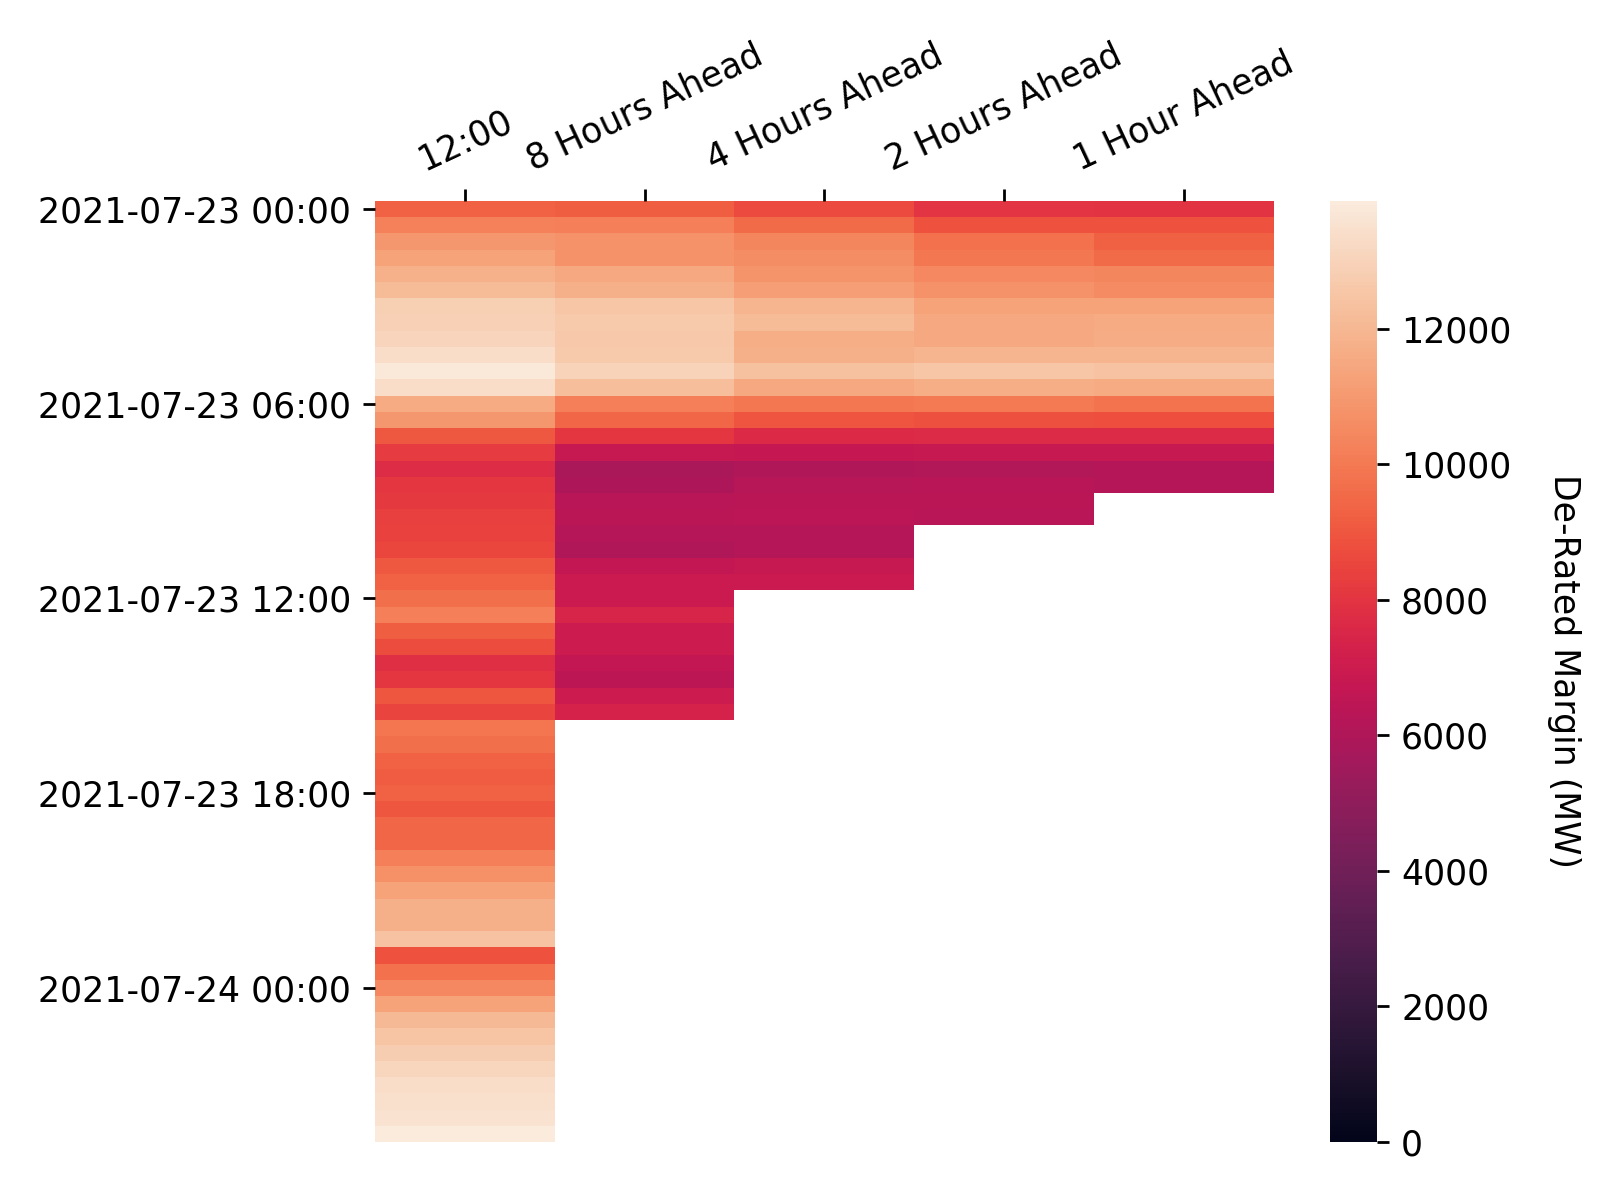 12:00
8 Hours Ahead
4 Hours Ahead
2 Hours Ahead
1 Hour Ahead
2021-07-23 00:00
2021-07-23 06:00
2021-07-23 12:00
2021-07-23 18:00
2021-07-24 00:00
12000
10000
8000
6000
4000
2000
0
De-Rated Margin (MW)